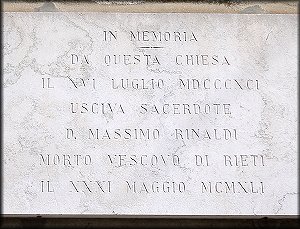 IN MEMORIA
DA QUESTA CHIESA
IL XVI LUGLIO MDCCCXCI
USCIVA SACERDOTE
D. MASSIMO RINALDI
MORTO VESCOVO DI RIETI
IL XXXI MAGGIO MCMXLI